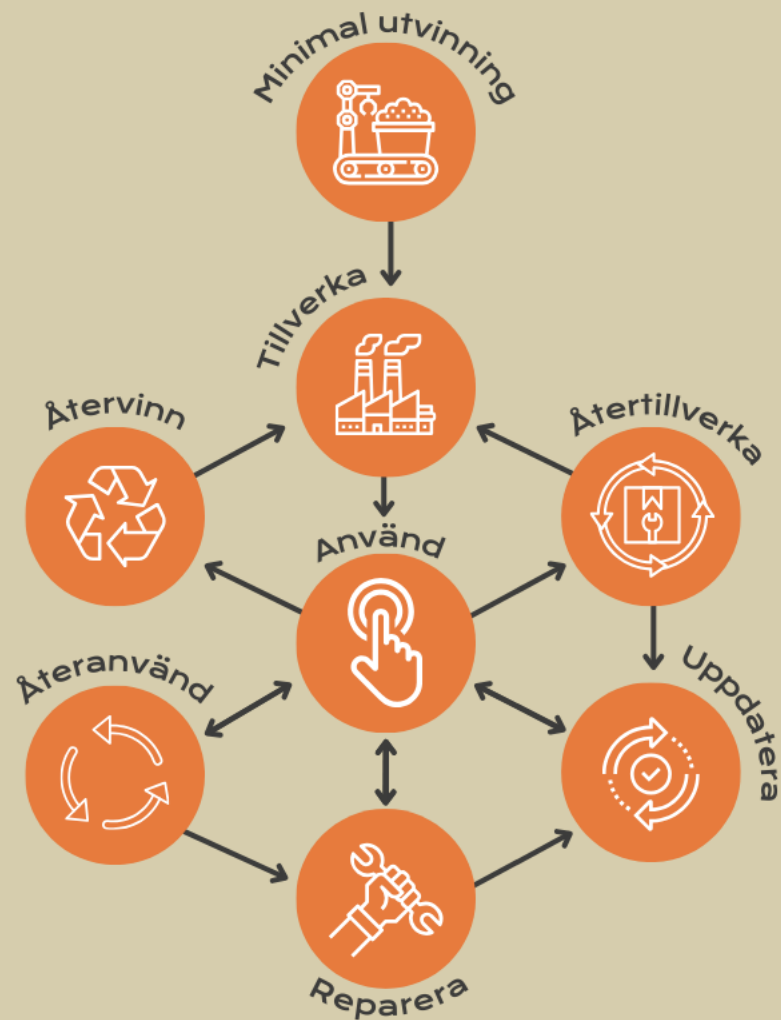 Minimal utvinning
Tillverka
Återvinn
Återtillverka
Använd
Återanvänd
Uppdatera
Reparera